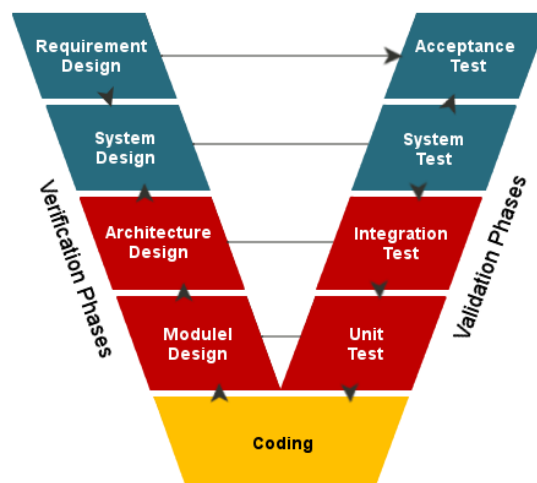 Requirement
Design
Acceptance
Test
System
Design
System
Test
Verification Phases
Validation Phases
Architecture
Design
Integration
Test
Modulel
Design
Unit
Test
Coding